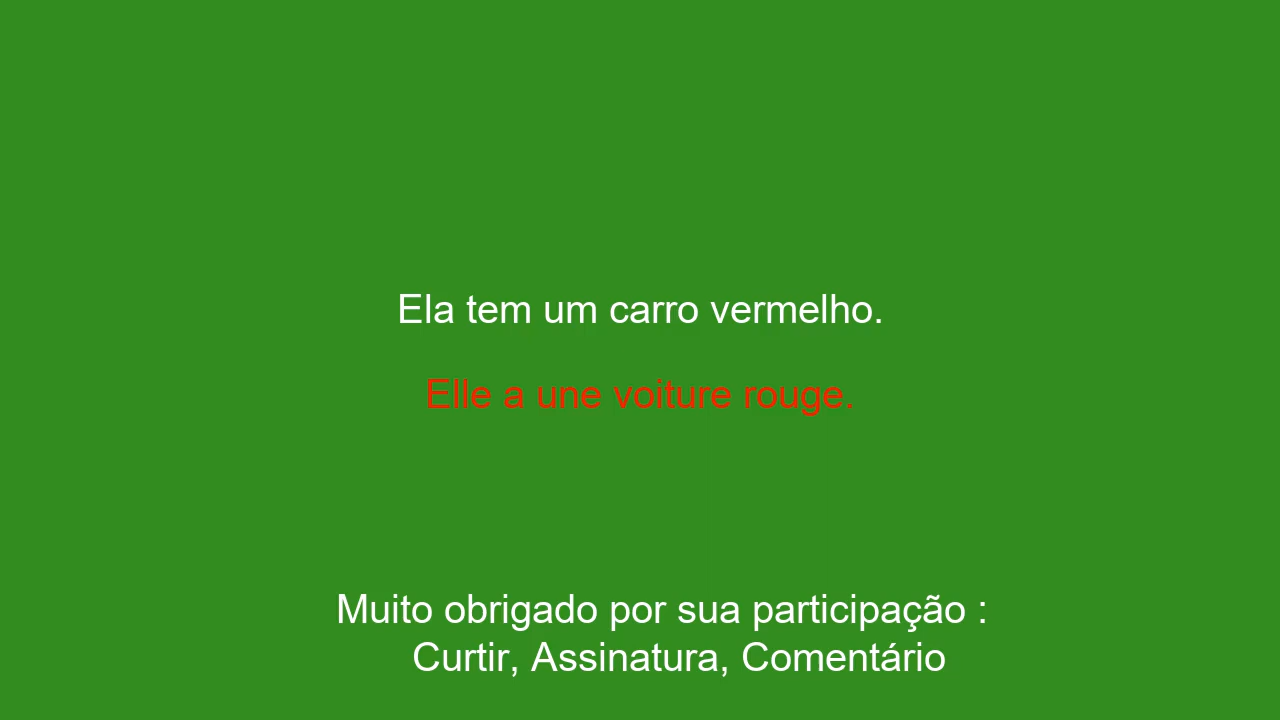 Ela tem um carro vermelho.
Elle a une voiture rouge.
Muito obrigado por sua participação :
Curtir, Assinatura, Comentário